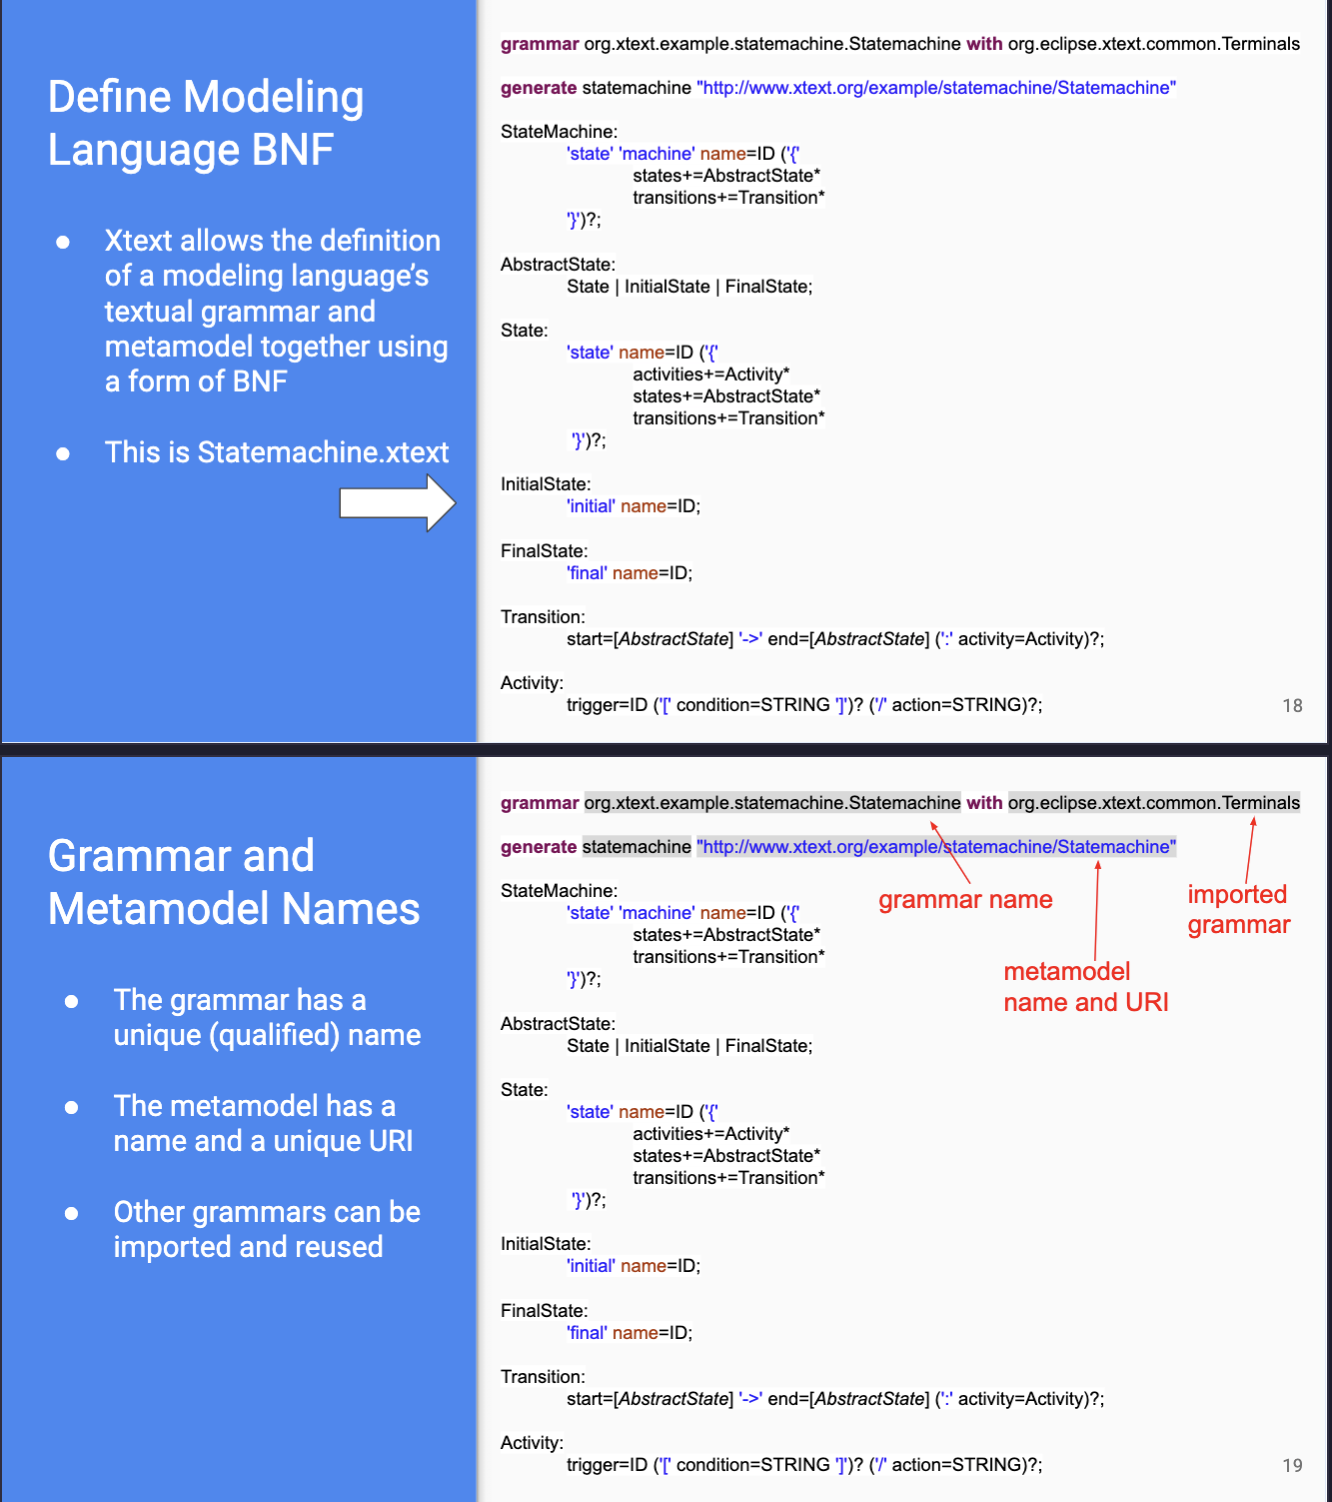 Define Modeling
Language BNF
● Xtext allows the definition
of a modeling language's
textual grammar and
metamodel together using
a form of BNF
● This is Statemachine.xtext
grammar org.xtext.example.statemachine.Statemachine with org.eclipse.xtext.common.Terminals
generate statemachine "http://www.xtext.org/example/statemachine/Statemachine"
StateMachine:
'state' 'machine' name=ID ('{'
states+=AbstractState*
transitions+=Transition*
'}')?;
AbstractState:
State | InitialState | FinalState;
State:
'state' name=ID ('{'
activities+=Activity*
states+=AbstractState*
transitions+=Transition*
'}')?;
InitialState:
'initial' name=ID;
FinalState:
'final' name=ID;
Transition:
start=[AbstractState] '->' end=[AbstractState] (':' activity=Activity)?;
Activity:
trigger=ID ('[' condition=STRING ']')? ('/' action=STRING)?;
18
Grammar and
Metamodel Names
● The grammar has a
unique (qualified) name
● The metamodel has a
name and a unique URI
● Other grammars can be
imported and reused
grammar org.xtext.example.statemachine.Statemachine with org.eclipse.xtext.common.Terminals
generate statemachine "http://www.xtext.org/example/statemachine/Statemachine"
grammar name
imported
grammar
metamodel
name and URI
StateMachine:
'state' 'machine' name=ID ('{'
states+=AbstractState*
transitions+=Transition*
'}')?;
AbstractState:
State | InitialState | FinalState;
State:
'state' name=ID ('{'
activities+=Activity*
states+=AbstractState*
transitions+=Transition*
'}')?;
InitialState:
'initial' name=ID;
FinalState:
'final' name=ID;
Transition:
start=[AbstractState] '->' end=[AbstractState] (':' activity=Activity)?;
Activity:
trigger=ID ('[' condition=STRING ']')? ('/' action=STRING)?;
19